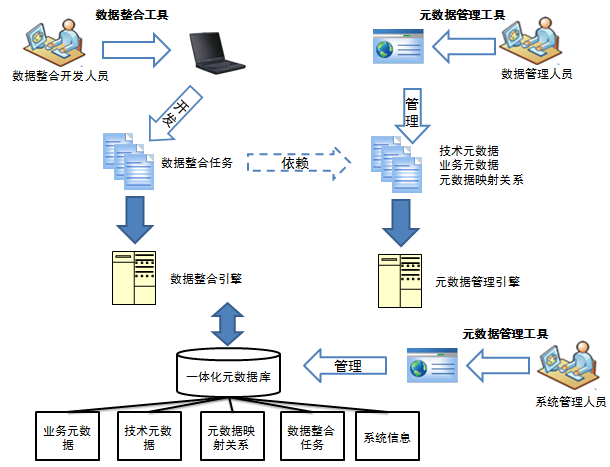 数据整合工具
元数据管理工具
数据整合开发人员
数据管理人员
开发
管
理
数据整合任务
依赖
技术元数据
业务元数据
元数据映射关系
数据整合引擎
元数据管理引擎
元数据管理工具
一体化元数据库
管理
系统管理人员
业务元数
据
技术元数
据
元数据映
射关系
数据整合
任务
系统信息